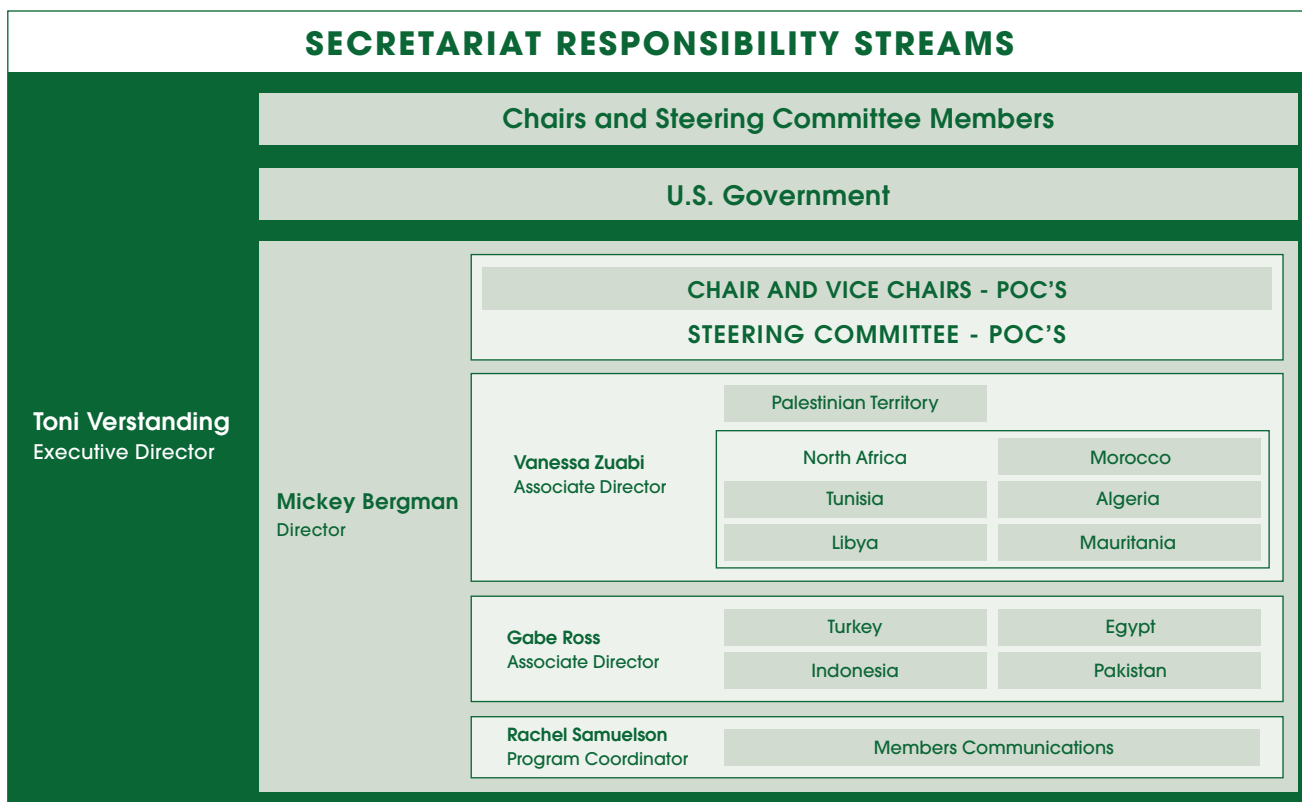 SECRETARIAT RESPONSIBILITY STREAMS
Chairs and Steering Committee Members
U.S. Government
Toni Verstanding
Executive Director
Mickey Bergman
Director
CHAIR AND VICE CHAIRS - POC’S
STEERING COMMITTEE - POC’S
Vanessa Zuabi
Associate Director
Palestinian Territory
North Africa
Morocco
Tunisia
Algeria
Libya
Mauritania
Gabe Ross
Associate Director
Turkey
Egypt
Indonesia
Pakistan
Rachel Samuelson
Program Coordinator
Members Communications